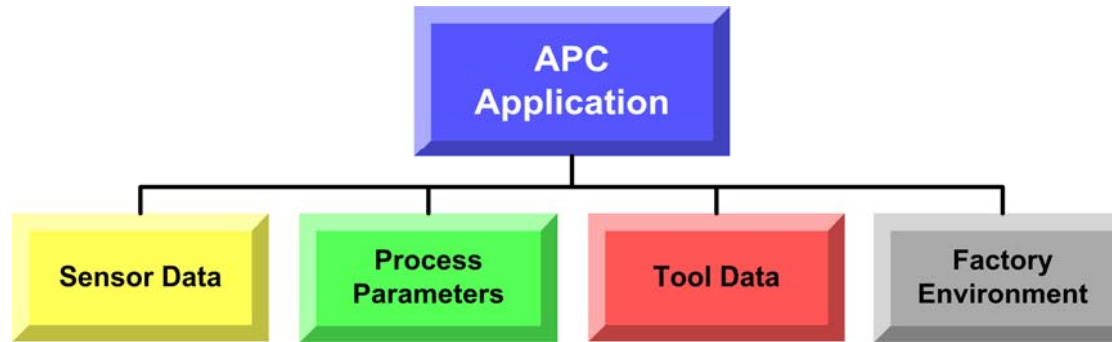 APC
Application
Sensor Data
Process
Parameters
Tool Data
Factory
Environment